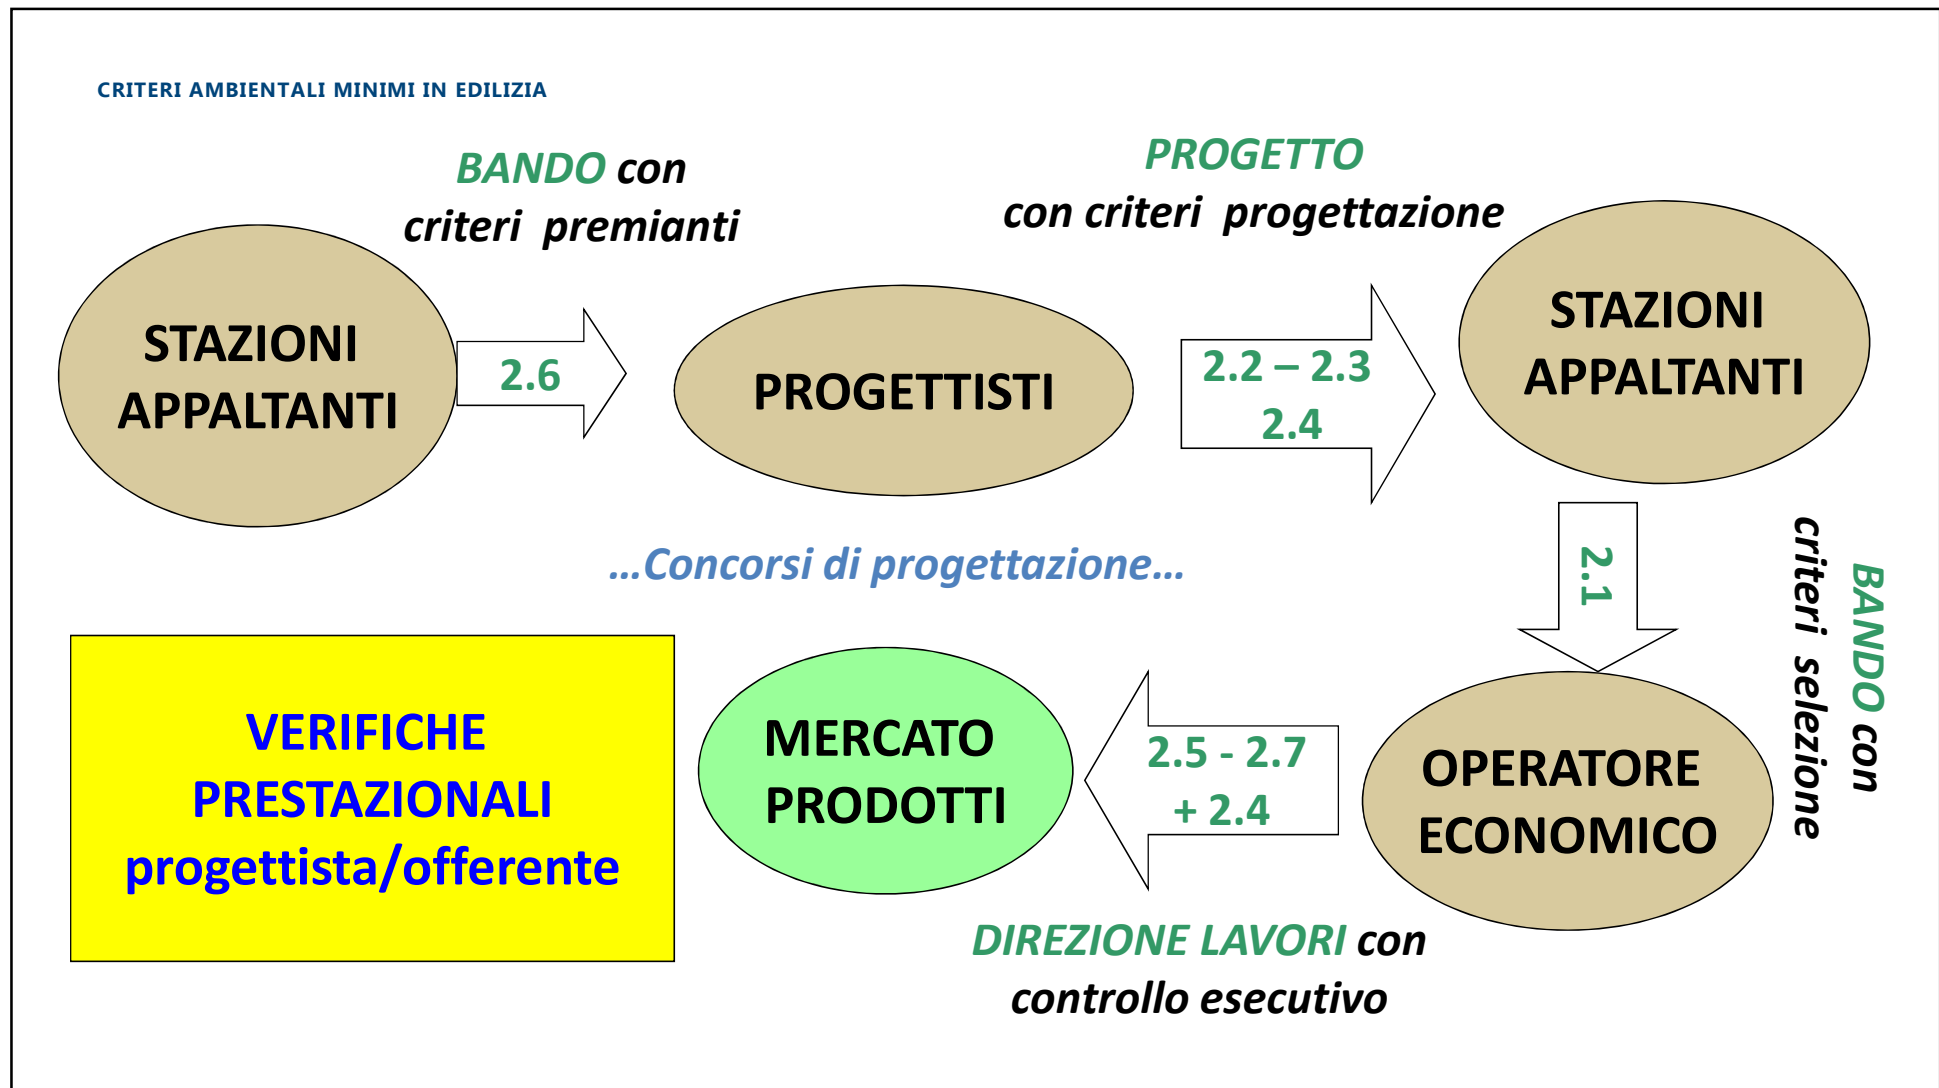 CRITERI AMBIENTALI MINIMI IN EDILIZIA
BANDO con
criteri premianti
PROGETTO
con criteri progettazione
STAZIONI
APPALTANTI
2.6
PROGETTISTI
2.2 – 2.3
2.4
STAZIONI
APPALTANTI
...Concorsi di progettazione...
2.1
BANDO con
criteri selezione
VERIFICHE
PRESTAZIONALI
progettista/offerente
MERCATO
PRODOTTI
2.5 - 2.7
+ 2.4
OPERATORE
ECONOMICO
DIREZIONE LAVORI con
controllo esecutivo